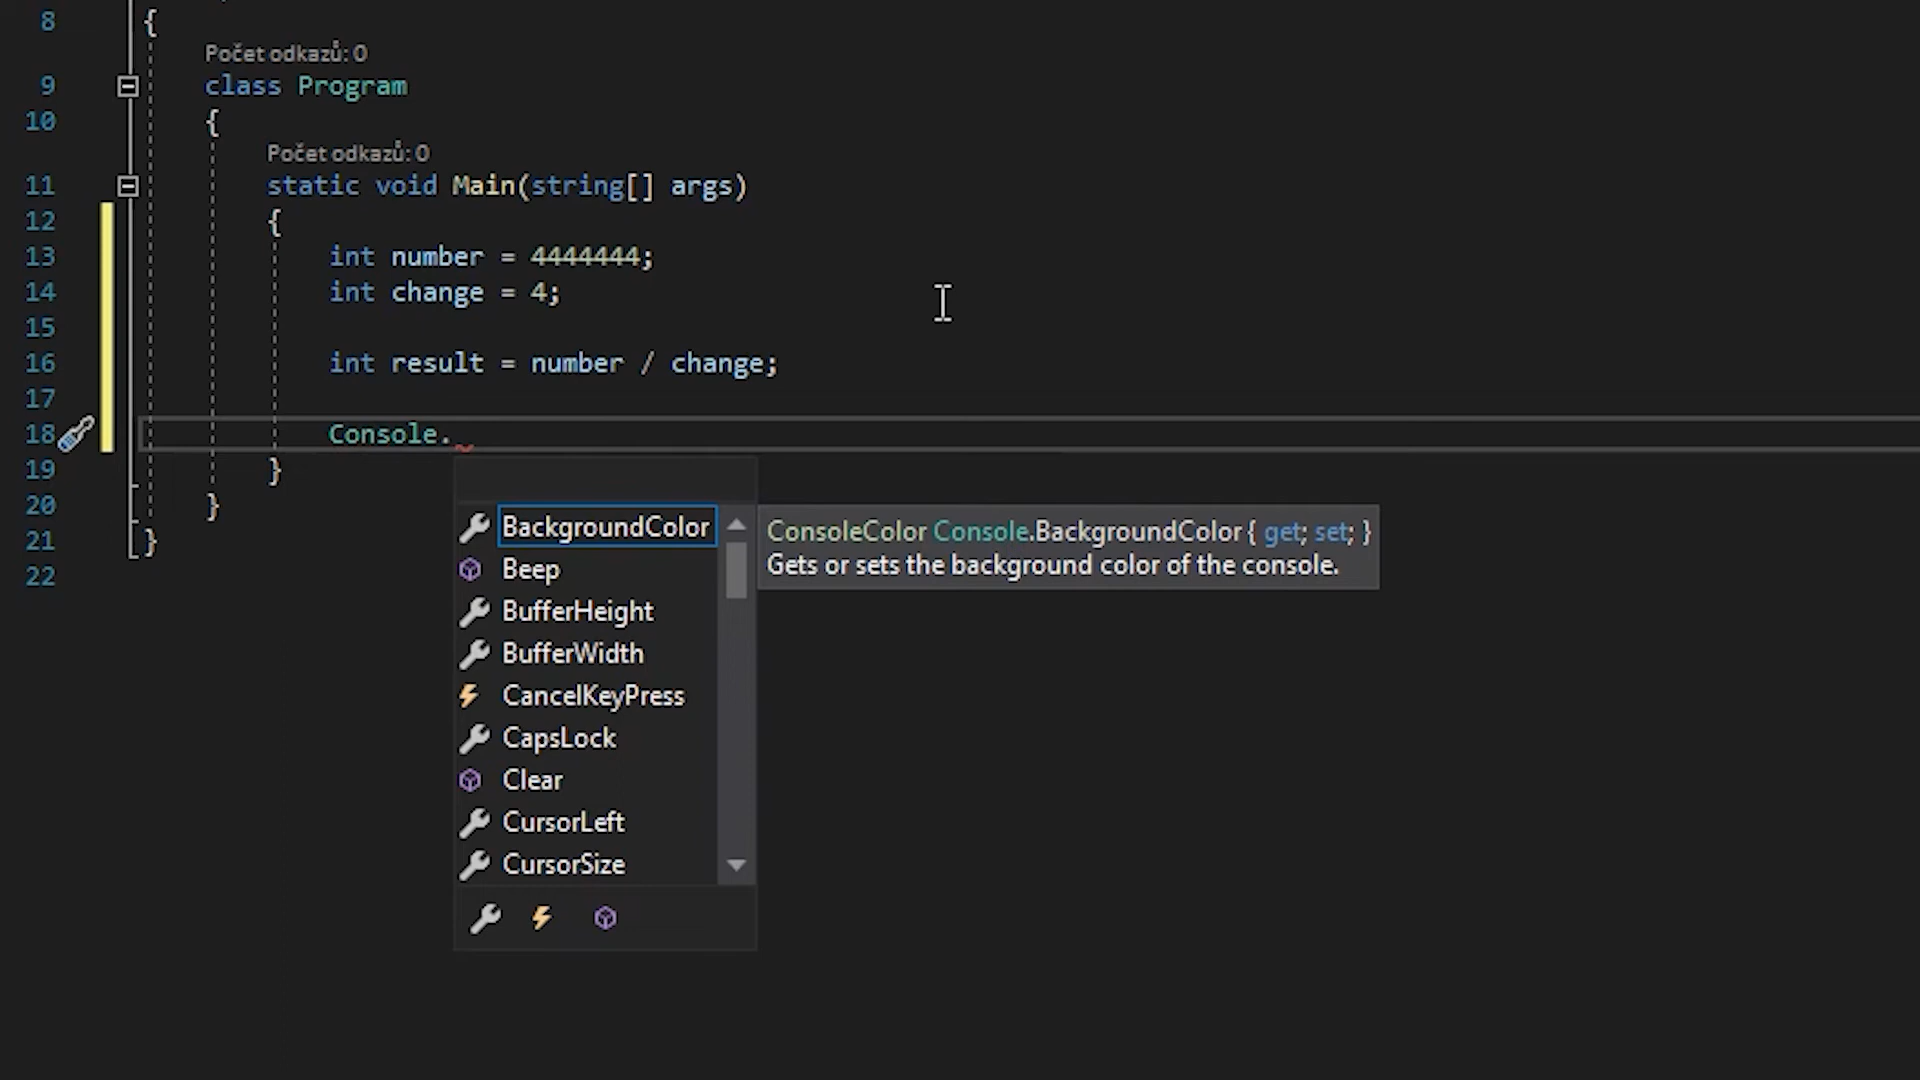 8 {
Počet odkazů: 0
9 class Program
10 {
Počet odkazů: 0
11 static void Main(string[] args)
12 {
13 int number = 4444444;
14 int change = 4;
15
16 int result = number / change;
17
18 Console.
19 }
20 }
21 }
22
BackgroundColor
Beep
BufferHeight
BufferWidth
CancelKeyPress
CapsLock
Clear
CursorLeft
CursorSize
ConsoleColor Console.BackgroundColor { get; set; }
Gets or sets the background color of the console.